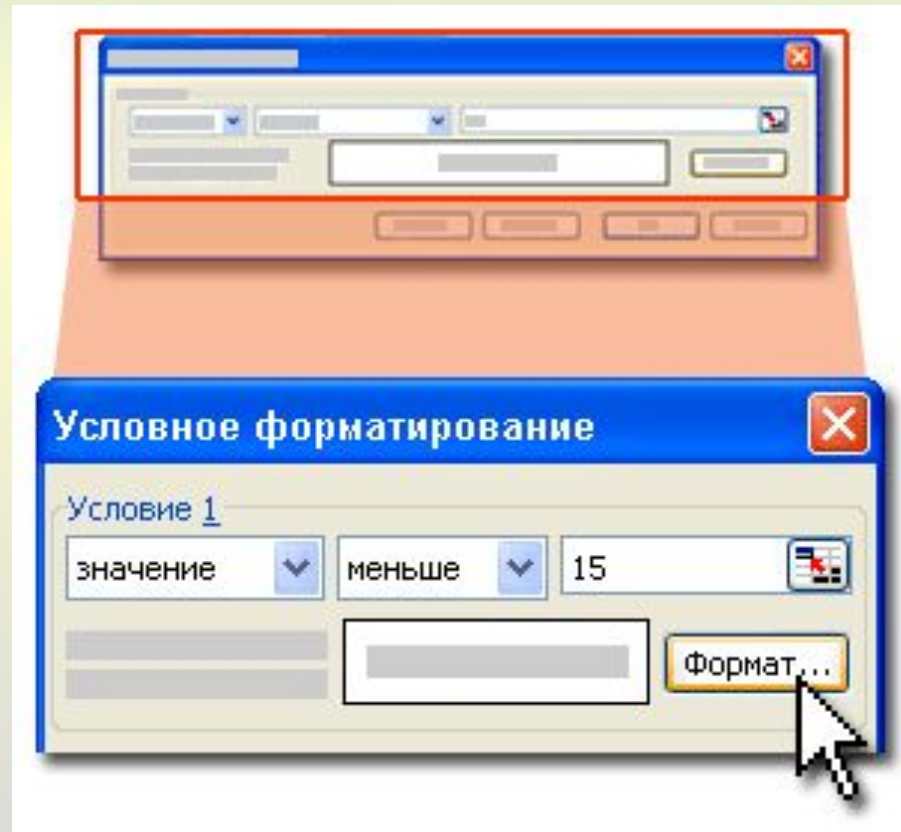 Условное форматирование
Условие 1
значение меньше 15
Формат...